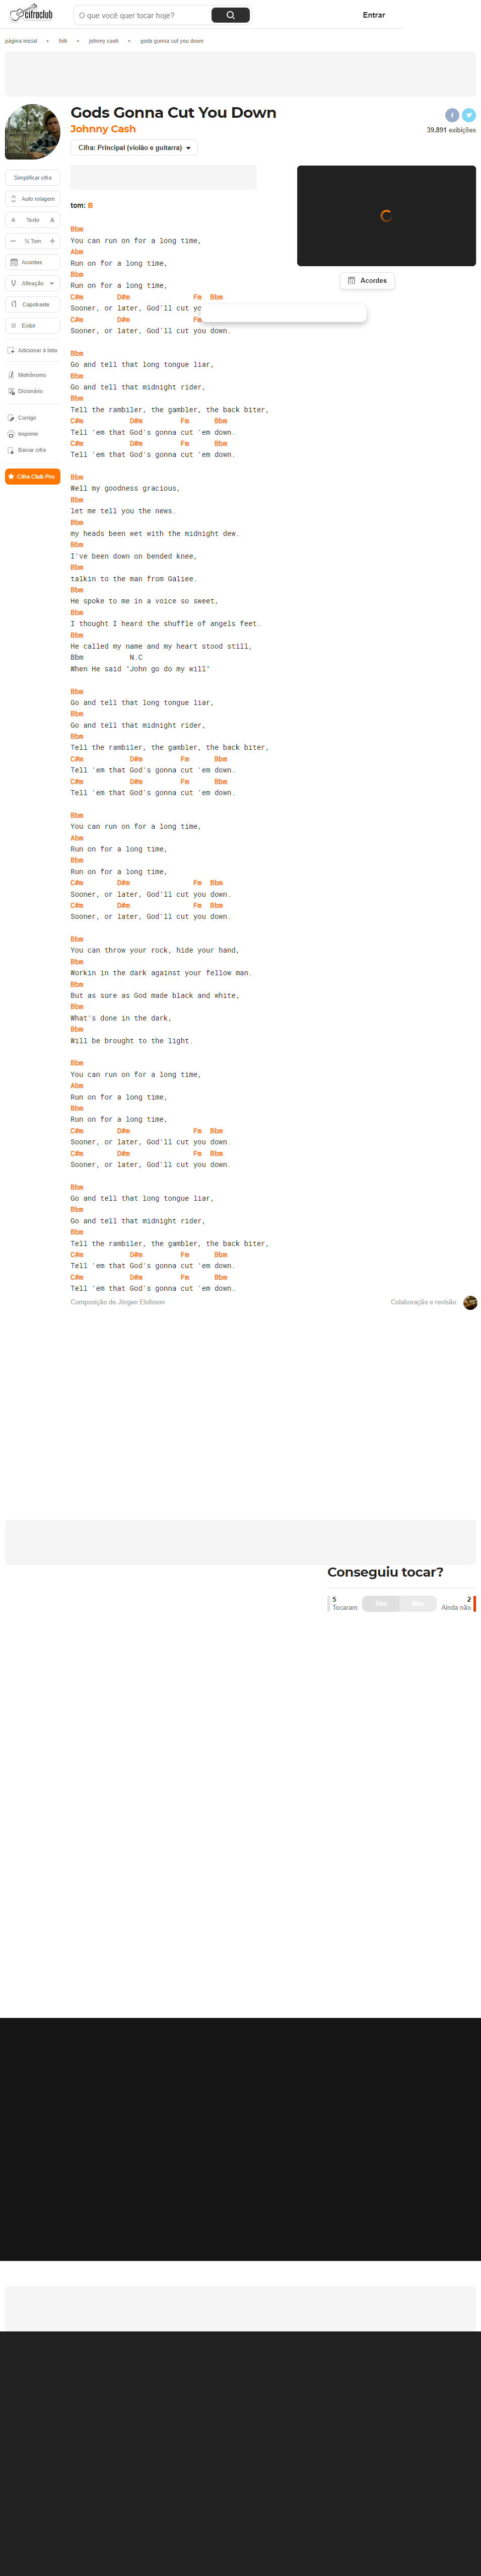 cifraclub
O que você quer tocar hoje?
Entrar
página inicial folk johnny cash gods gonna cut you down
Gods Gonna Cut You Down
Johnny Cash
39.891 exibições
Cifra: Principal (violão e guitarra)
Simplificar cifra
Auto rolagem
A Texto A
½ Tom
Acordes
Afinação
Capotraste
Exibir
Adicionar à lista
Metrônomo
Dicionário
Corrigir
Imprimir
Baixar cifra
Cifra Club Pro
Acordes
tom: B
Bbm
You can run on for a long time,
Abm
Run on for a long time,
Bbm
Run on for a long time,
C#m D#m Fm Bbm
Sooner, or later, God'll cut
C#m D#m Fm
Sooner, or later, God'll cut you down.
Bbm
Go and tell that long tongue liar,
Bbm
Go and tell that midnight rider,
Bbm
Tell the rambiler, the gambler, the back biter,
C#m D#m Fm Bbm
Tell 'em that God's gonna cut 'em down.
C#m D#m Fm Bbm
Tell 'em that God's gonna cut 'em down.
Bbm
Well my goodness gracious,
Bbm
let me tell you the news.
Bbm
my heads been wet with the midnight dew.
Bbm
I've been down on bended knee,
Bbm
talkin to the man from Galiee.
Bbm
He spoke to me in a voice so sweet,
Bbm
I thought I heard the shuffle of angels feet.
Bbm
He called my name and my heart stood still,
Bbm N.C
When He said "John go do my will"
Bbm
Go and tell that long tongue liar,
Bbm
Go and tell that midnight rider,
Bbm
Tell the rambiler, the gambler, the back biter,
C#m D#m Fm Bbm
Tell 'em that God's gonna cut 'em down.
C#m D#m Fm Bbm
Tell 'em that God's gonna cut 'em down.
Bbm
You can run on for a long time,
Abm
Run on for a long time,
Bbm
Run on for a long time,
C#m D#m Fm Bbm
Sooner, or later, God'll cut you down.
C#m D#m Fm Bbm
Sooner, or later, God'll cut you down.
Bbm
You can throw your rock, hide your hand,
Bbm
Workin in the dark against your fellow man.
Bbm
But as sure as God made black and white,
Bbm
What's done in the dark,
Bbm
Will be brought to the light.
Bbm
You can run on for a long time,
Abm
Run on for a long time,
Bbm
Run on for a long time,
C#m D#m Fm Bbm
Sooner, or later, God'll cut you down.
C#m D#m Fm Bbm
Sooner, or later, God'll cut you down.
Bbm
Go and tell that long tongue liar,
Bbm
Go and tell that midnight rider,
Bbm
Tell the rambiler, the gambler, the back biter,
C#m D#m Fm Bbm
Tell 'em that God's gonna cut 'em down.
C#m D#m Fm Bbm
Tell 'em that God's gonna cut 'em down.
Composição de Jörgen Elofsson
Colaboração e revisão:
Conseguiu tocar?
5
Tocaram
Sim
Não
2
Ainda não